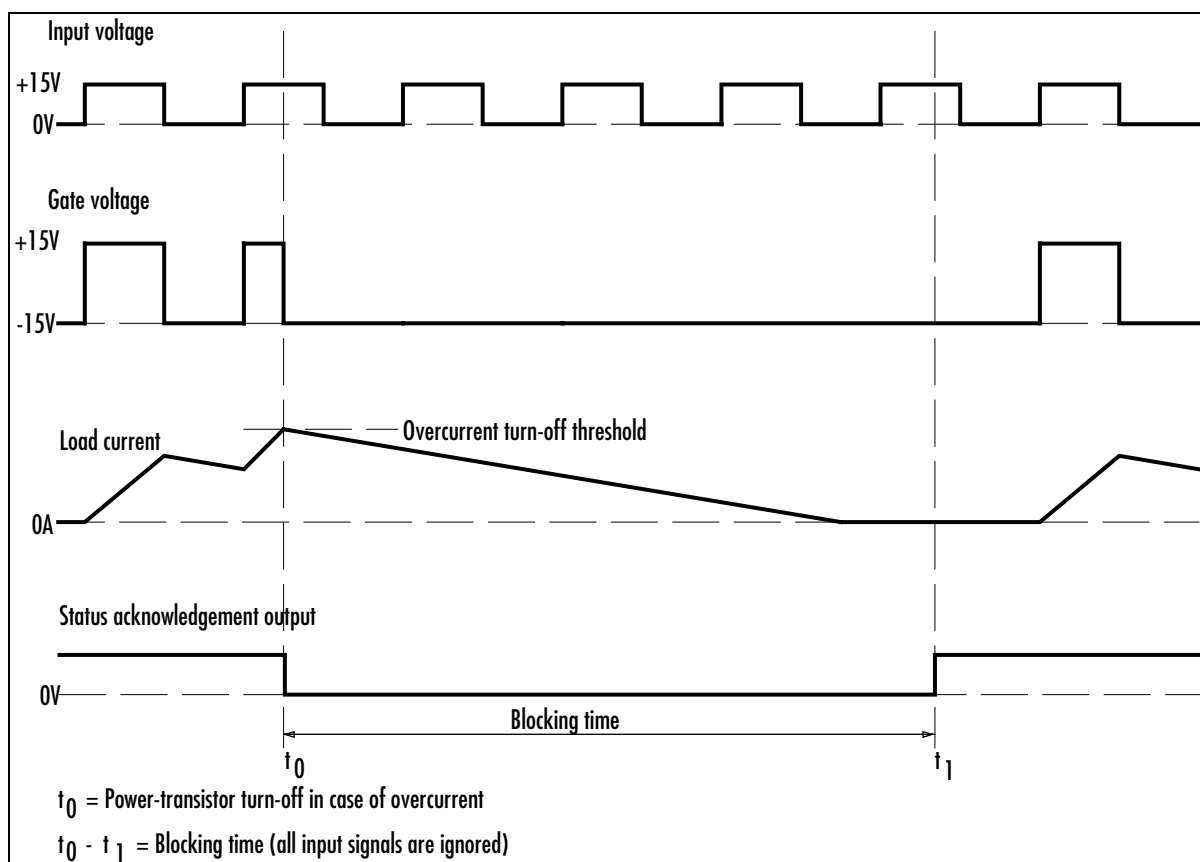 Input voltage
+15V
0V
Gate voltage
+15V
-15V
Load current
Overcurrent turn-off threshold
0A
Status acknowledgement output
0V
Blocking time
t0
t1
t0 = Power-transistor turn-off in case of overcurrent
t0 - t1 = Blocking time (all input signals are ignored)